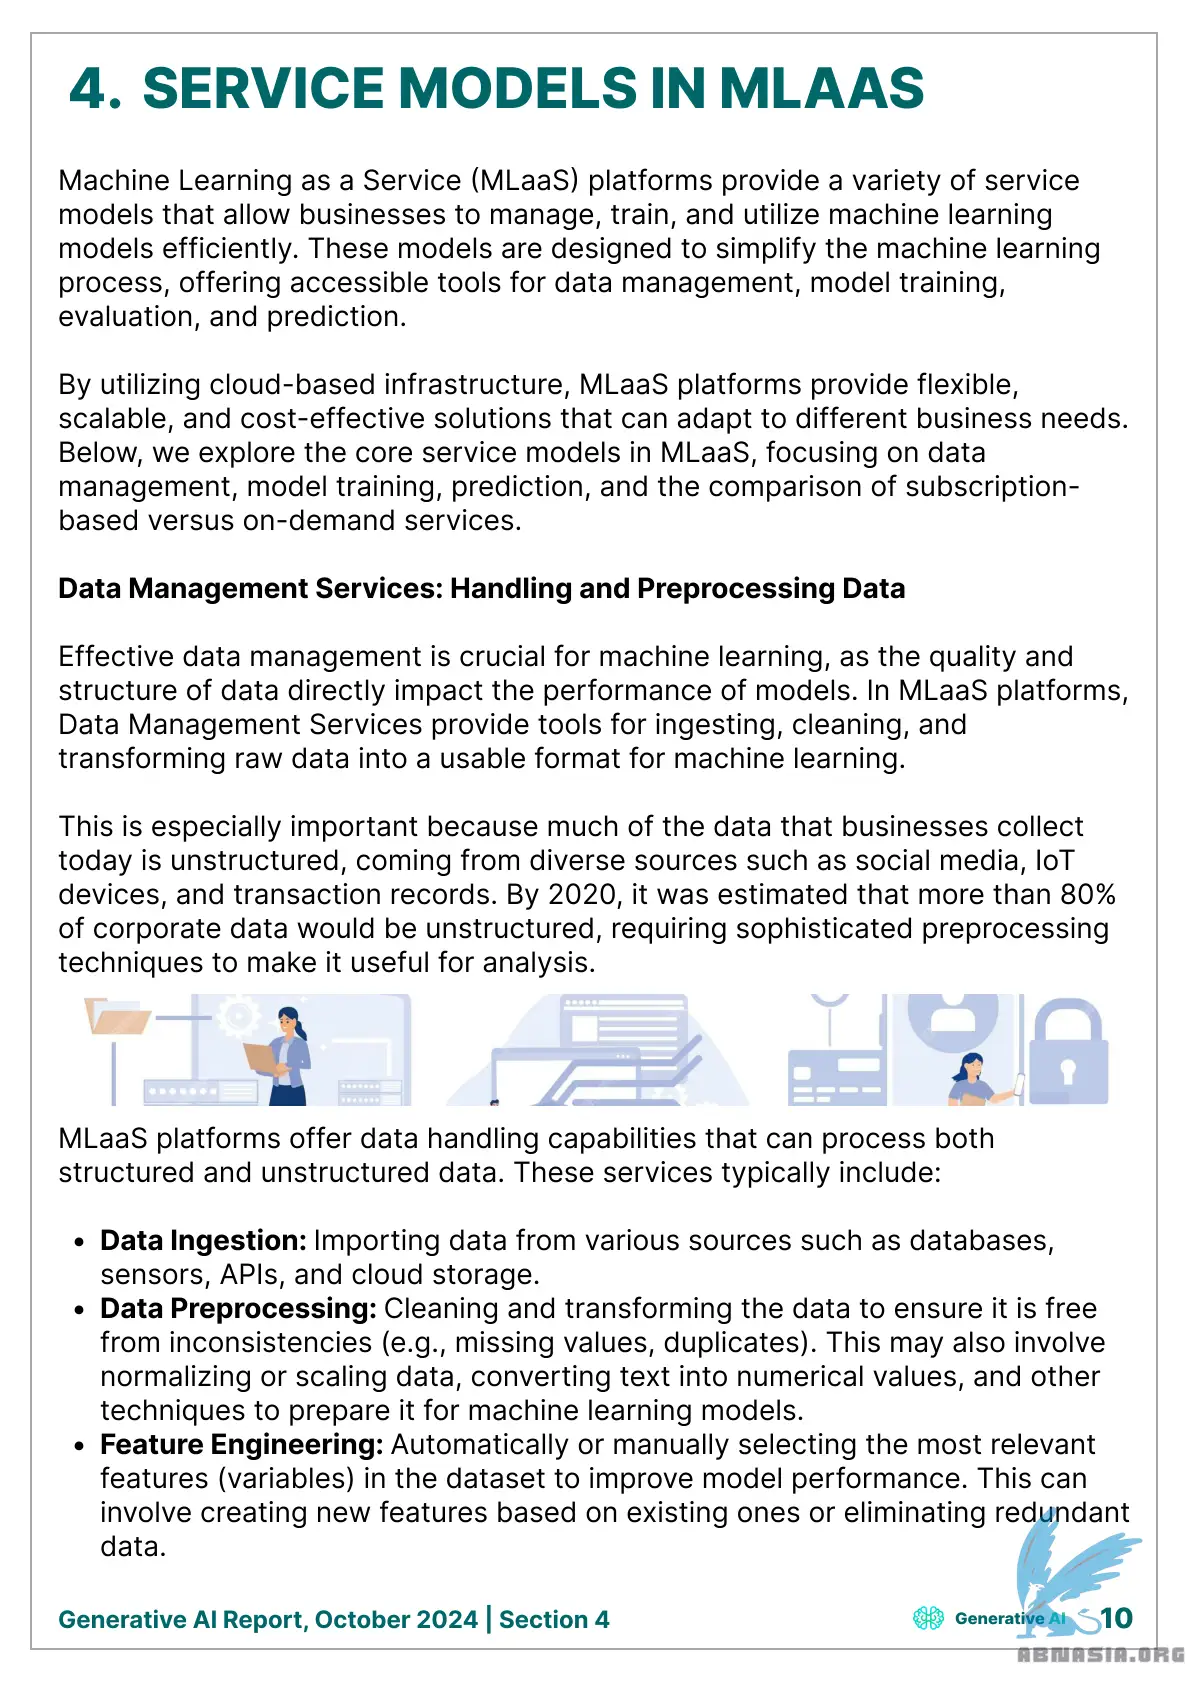 4. SERVICE MODELS IN MLAAS
Machine Learning as a Service (MLaaS) platforms provide a variety of service
models that allow businesses to manage, train, and utilize machine learning
models efficiently. These models are designed to simplify the machine learning
process, offering accessible tools for data management, model training,
evaluation, and prediction.
By utilizing cloud-based infrastructure, MLaaS platforms provide flexible,
scalable, and cost-effective solutions that can adapt to different business needs.
Below, we explore the core service models in MLaaS, focusing on data
management, model training, prediction, and the comparison of subscription-
based versus on-demand services.
Data Management Services: Handling and Preprocessing Data
Effective data management is crucial for machine learning, as the quality and
structure of data directly impact the performance of models. In MLaaS platforms,
Data Management Services provide tools for ingesting, cleaning, and
transforming raw data into a usable format for machine learning.
This is especially important because much of the data that businesses collect
today is unstructured, coming from diverse sources such as social media, IoT
devices, and transaction records. By 2020, it was estimated that more than 80%
of corporate data would be unstructured, requiring sophisticated preprocessing
techniques to make it useful for analysis.
MLaaS platforms offer data handling capabilities that can process both
structured and unstructured data. These services typically include:
• Data Ingestion: Importing data from various sources such as databases,
sensors, APIs, and cloud storage.
• Data Preprocessing: Cleaning and transforming the data to ensure it is free
from inconsistencies (e.g., missing values, duplicates). This may also involve
normalizing or scaling data, converting text into numerical values, and other
techniques to prepare it for machine learning models.
• Feature Engineering: Automatically or manually selecting the most relevant
features (variables) in the dataset to improve model performance. This can
involve creating new features based on existing ones or eliminating redundant
data.
Generative AI Report, October 2024 | Section 4
Generative AI
10
ABNASIA.ORG